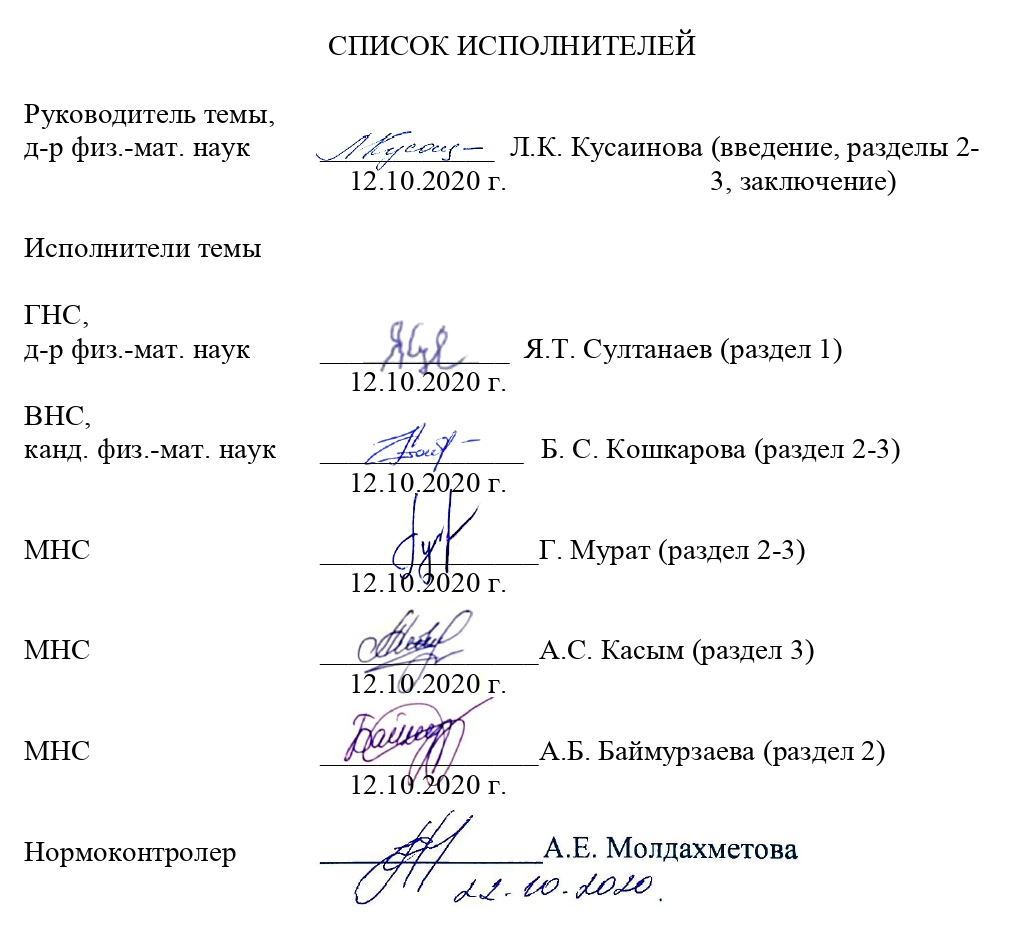 СПИСОК ИСПОЛНИТЕЛЕЙ
Руководитель темы,
д-р физ.-мат. наук Л.К. Кусаинова (введение, разделы 2-
12.10.2020 г. 3, заключение)
Исполнители темы
ГНС,
д-р физ.-мат. наук Я.Т. Султанаев (раздел 1)
12.10.2020 г.
ВНС,
канд. физ.-мат. наук Б. С. Кошкарова (раздел 2-3)
12.10.2020 г.
МНС Г. Мурат (раздел 2-3)
12.10.2020 г.
МНС А.С. Касым (раздел 3)
12.10.2020 г.
МНС А.Б. Баймурзаева (раздел 2)
12.10.2020 г.
Нормоконтролер А.Е. Молдахметова
22.10.2020.